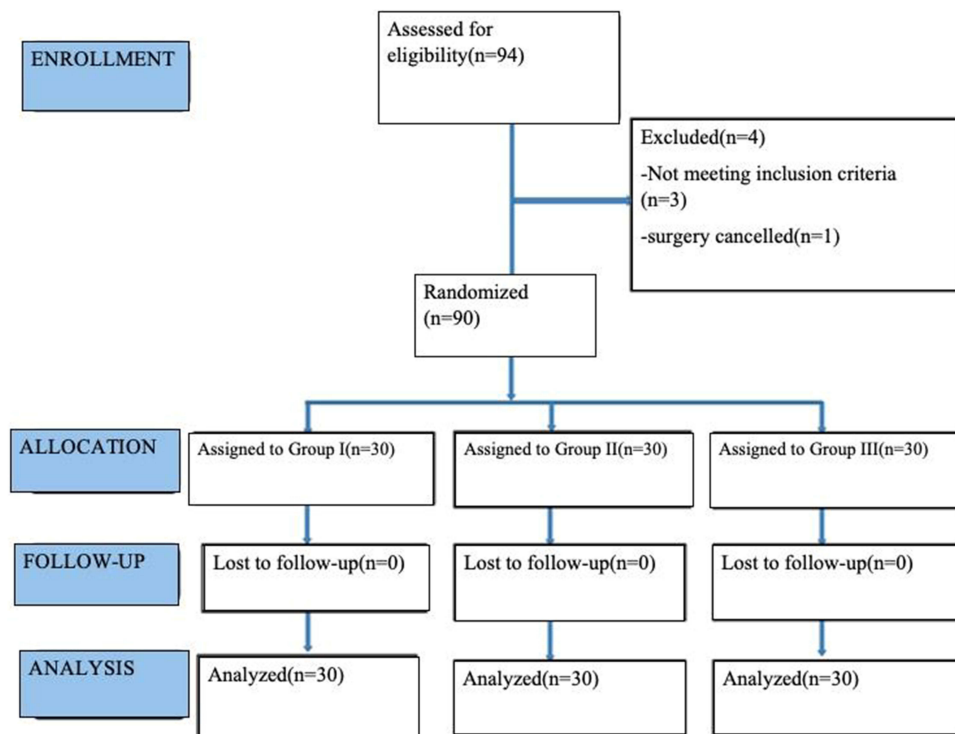 ENROLLMENT
Assessed for
eligibility(n=94)
Excluded(n=4)
-Not meeting inclusion criteria
(n=3)
-surgery cancelled(n=1)
Randomized
(n=90)
ALLOCATION
Assigned to Group I(n=30)
Assigned to Group II(n=30)
Assigned to Group III(n=30)
FOLLOW-UP
Lost to follow-up(n=0)
Lost to follow-up(n=0)
Lost to follow-up(n=0)
ANALYSIS
Analyzed(n=30)
Analyzed(n=30)
Analyzed(n=30)